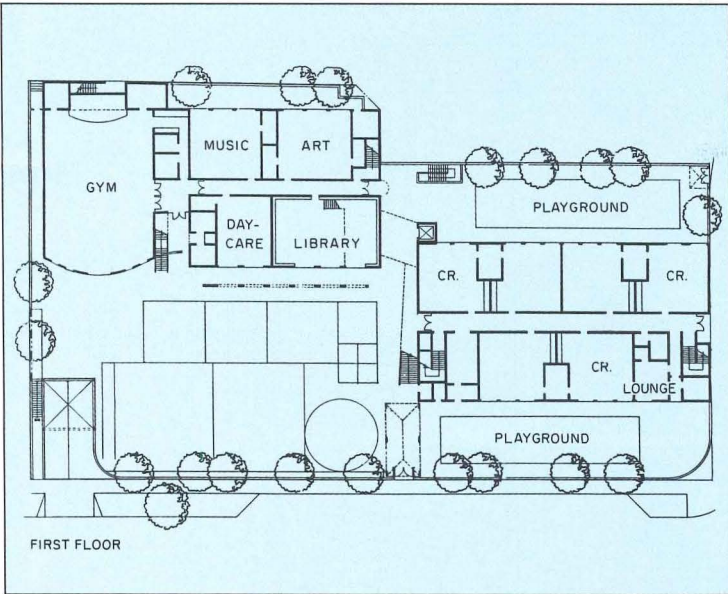 MUSIC
ART
GYM
PLAYGROUND
DAY-
CARE
LIBRARY
CR.
CR.
CR.
LOUNGE
PLAYGROUND
FIRST FLOOR